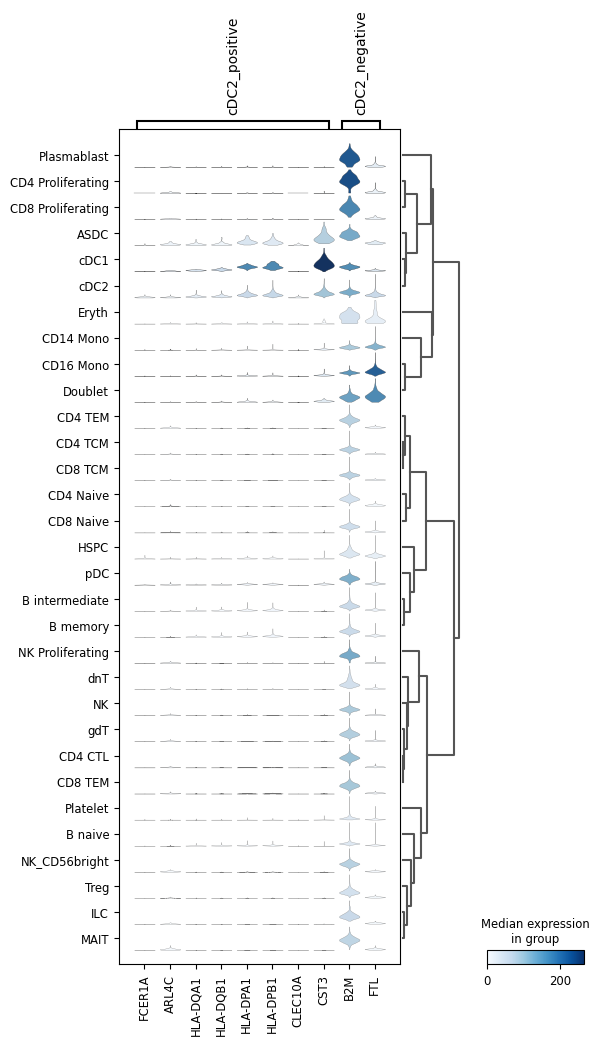 cDC2_positive
cDC2_negative
Plasmablast
CD4 Proliferating
CD8 Proliferating
ASDC
cDC1
cDC2
Eryth
CD14 Mono
CD16 Mono
Doublet
CD4 TEM
CD4 TCM
CD8 TCM
CD4 Naive
CD8 Naive
HSPC
pDC
B intermediate
B memory
NK Proliferating
dnT
NK
gdT
CD4 CTL
CD8 TEM
Platelet
B naive
NK_CD56bright
Treg
ILC
MAIT
FCER1A
ARL4C
HLA-DQA1
HLA-DQB1
HLA-DPA1
HLA-DPB1
CLEC10A
CST3
B2M
FTL
Median expression
in group
0 200